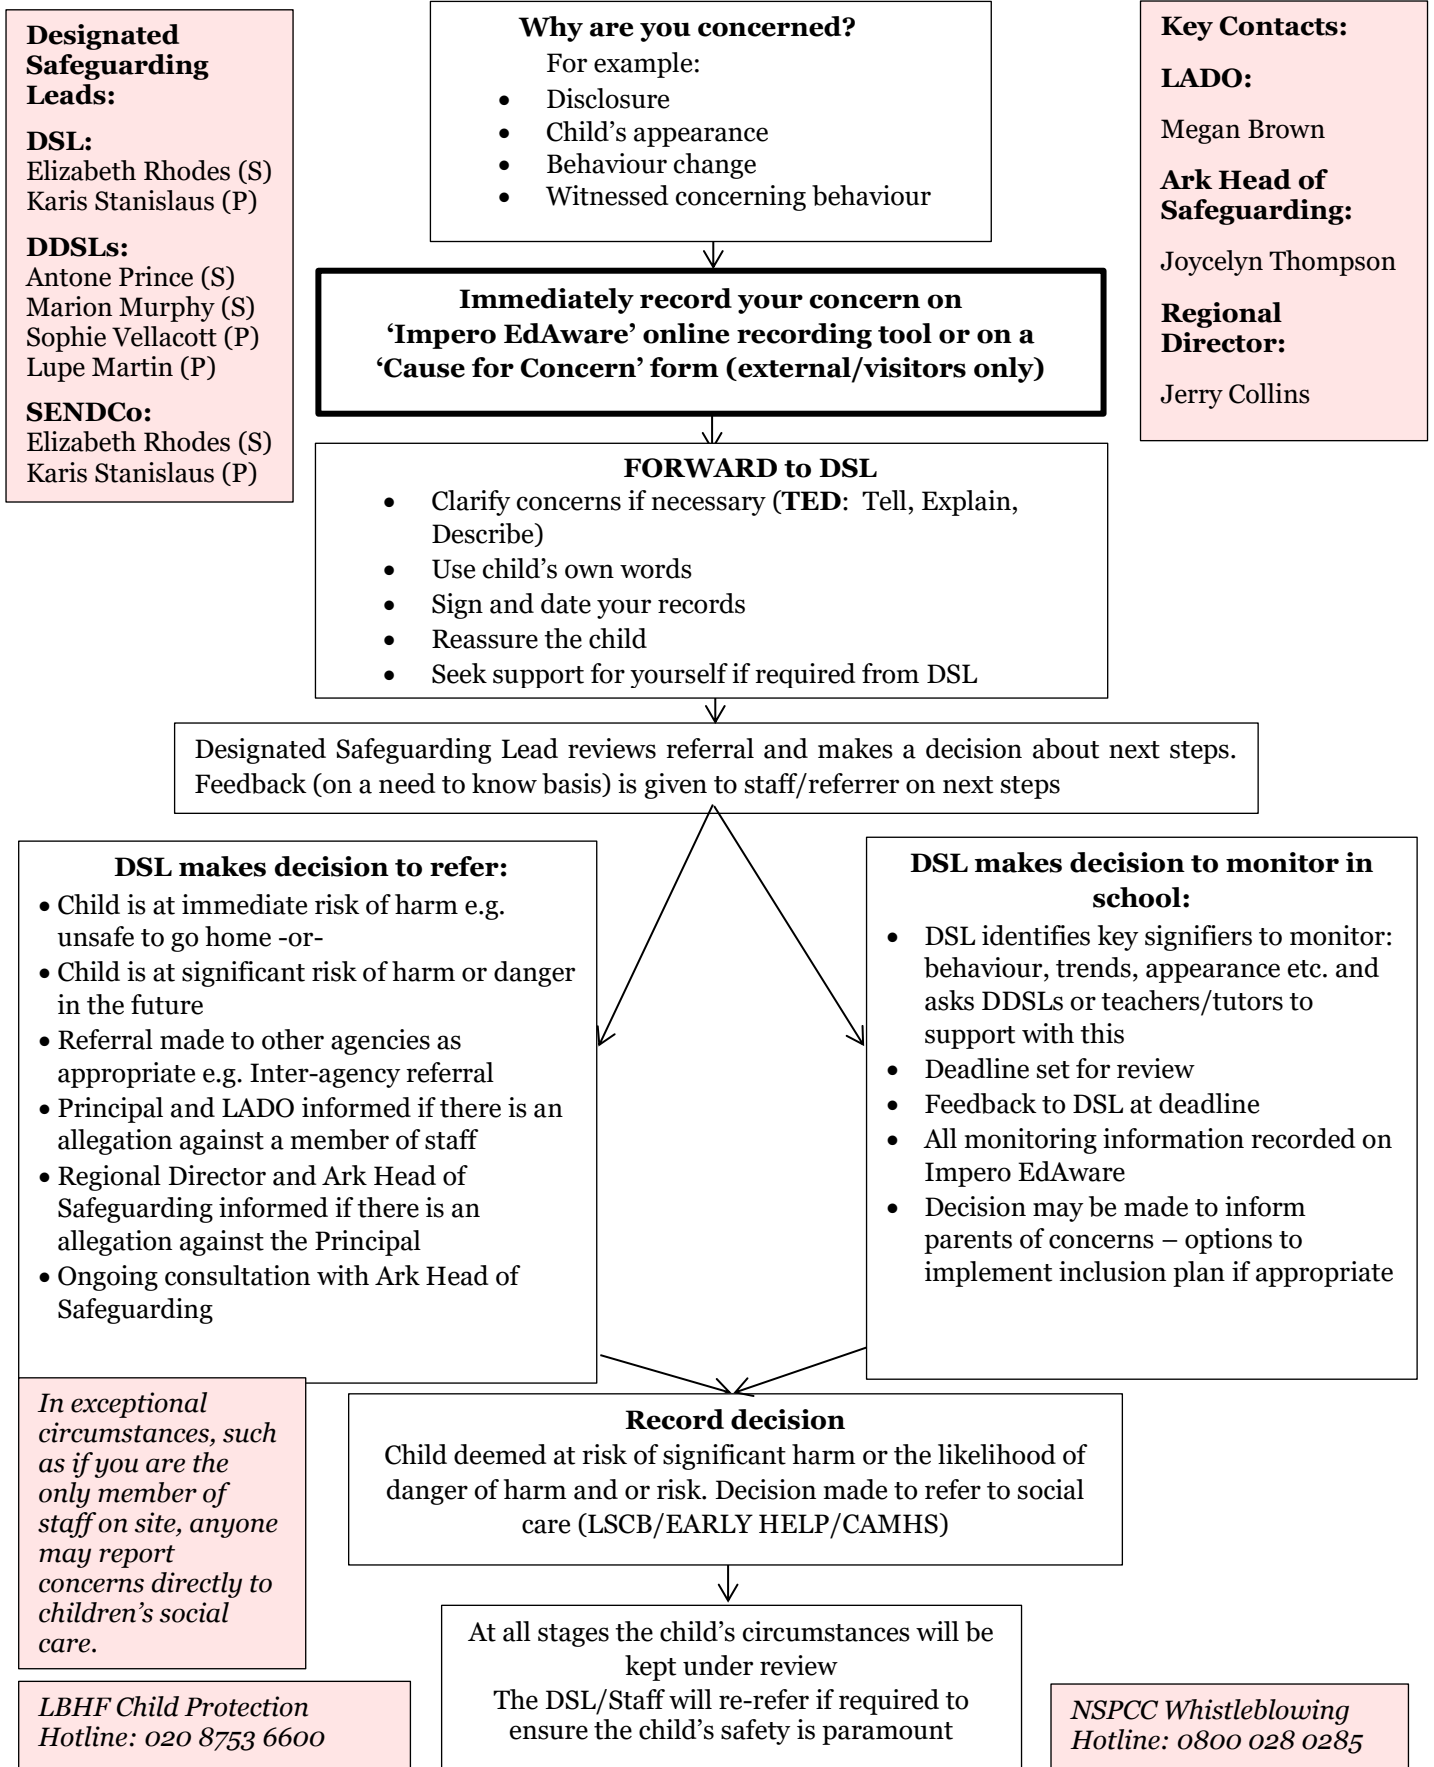 Designated
Safeguarding
Leads:
DSL:
Elizabeth Rhodes (S)
Karis Stanislaus (P)
DDSLs:
Antone Prince (S)
Marion Murphy (S)
Sophie Vellacott (P)
Lupe Martin (P)
SENDCo:
Elizabeth Rhodes (S)
Karis Stanislaus (P)
Why are you concerned?
For example:
• Disclosure
• Child’s appearance
• Behaviour change
• Witnessed concerning behaviour
Key Contacts:
LADO:
Megan Brown
Ark Head of
Safeguarding:
Joycelyn Thompson
Regional
Director:
Jerry Collins
Immediately record your concern on
‘Impero EdAware’ online recording tool or on a
‘Cause for Concern’ form (external/visitors only)
FORWARD to DSL
• Clarify concerns if necessary (TED: Tell, Explain,
Describe)
• Use child’s own words
• Sign and date your records
• Reassure the child
• Seek support for yourself if required from DSL
Designated Safeguarding Lead reviews referral and makes a decision about next steps.
Feedback (on a need to know basis) is given to staff/referrer on next steps
DSL makes decision to refer:
• Child is at immediate risk of harm e.g.
unsafe to go home -or-
• Child is at significant risk of harm or danger
in the future
• Referral made to other agencies as
appropriate e.g. Inter-agency referral
• Principal and LADO informed if there is an
allegation against a member of staff
• Regional Director and Ark Head of
Safeguarding informed if there is an
allegation against the Principal
• Ongoing consultation with Ark Head of
Safeguarding
DSL makes decision to monitor in
school:
• DSL identifies key signifiers to monitor:
behaviour, trends, appearance etc. and
asks DDSLs or teachers/tutors to
support with this
• Deadline set for review
• Feedback to DSL at deadline
• All monitoring information recorded on
Impero EdAware
• Decision may be made to inform
parents of concerns – options to
implement inclusion plan if appropriate
In exceptional
circumstances, such
as if you are the
only member of
staff on site, anyone
may report
concerns directly to
children’s social
care.
Record decision
Child deemed at risk of significant harm or the likelihood of
danger of harm and or risk. Decision made to refer to social
care (LSCB/EARLY HELP/CAMHS)
At all stages the child’s circumstances will be
kept under review
The DSL/Staff will re-refer if required to
ensure the child’s safety is paramount
LBHF Child Protection
Hotline: 020 8753 6600
NSPCC Whistleblowing
Hotline: 0800 028 0285